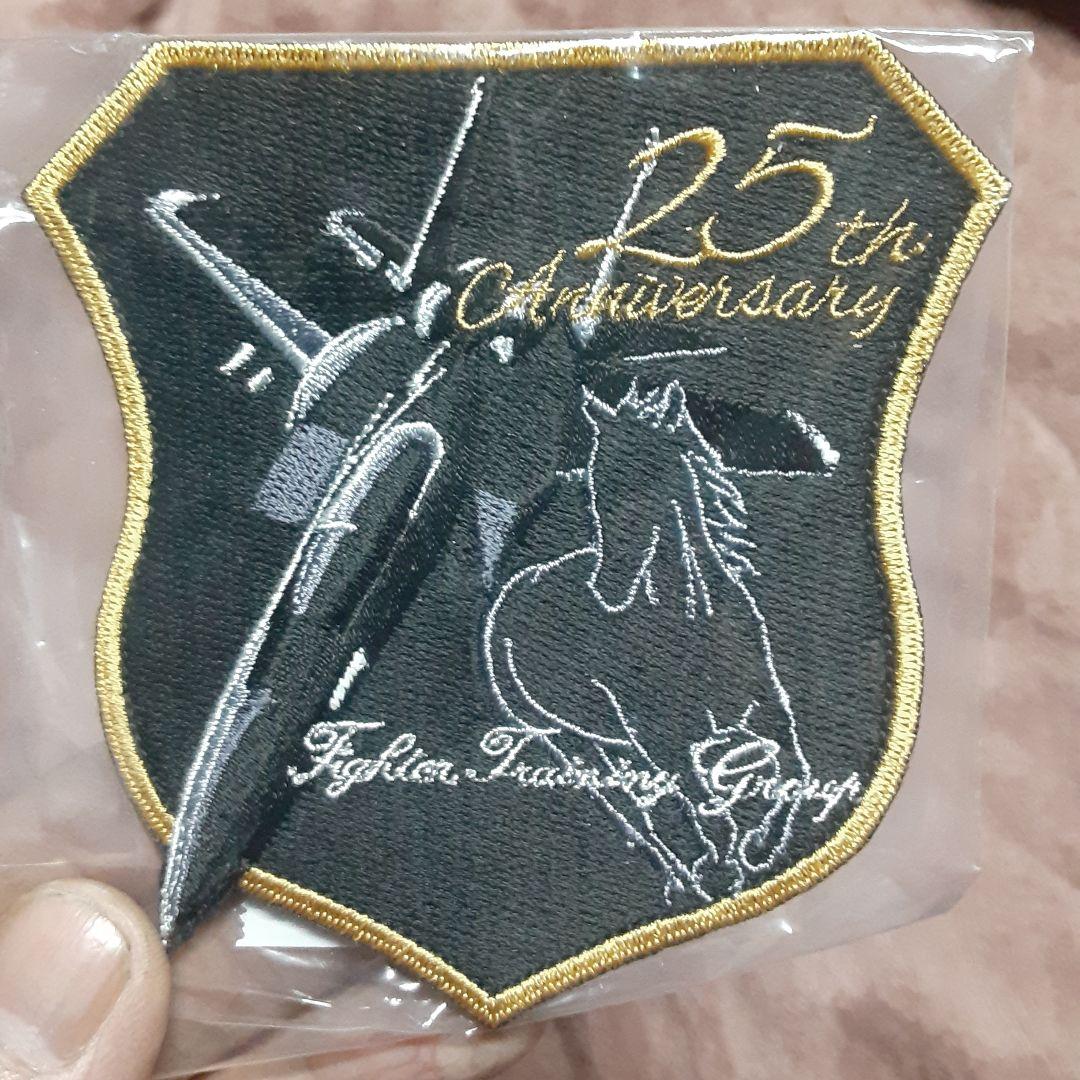 25th
Anniversary
Fighter Training Group